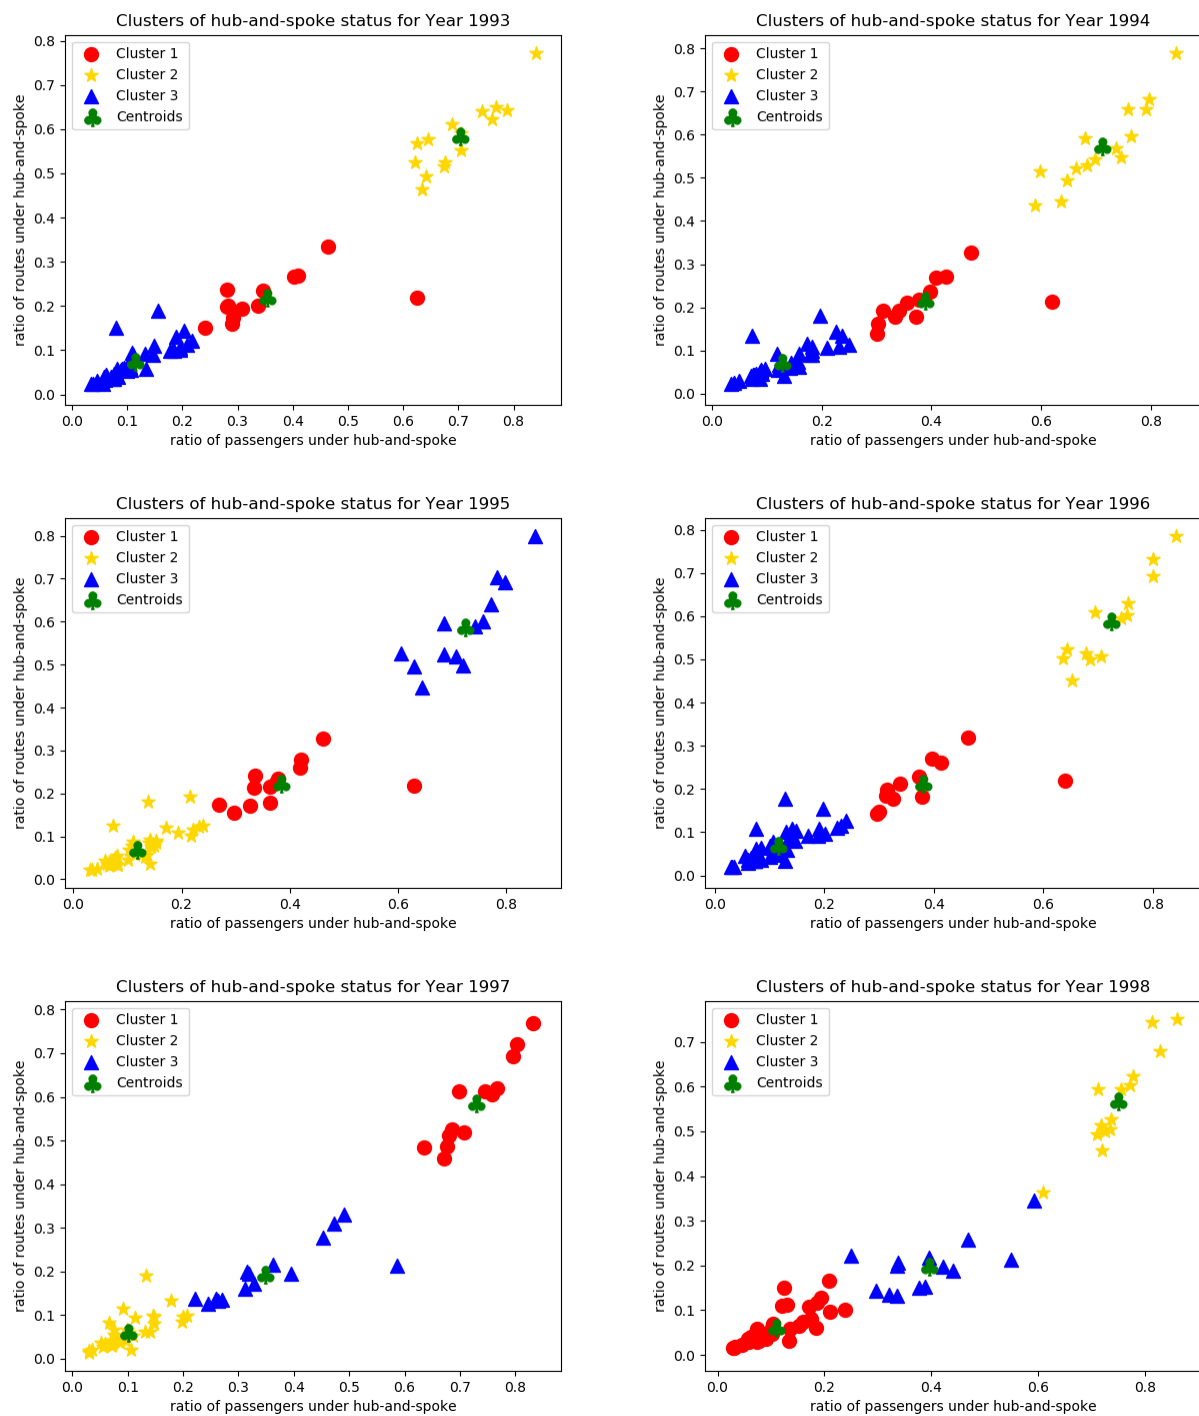 Clusters of hub-and-spoke status for Year 1993
Cluster 1
Cluster 2
Cluster 3
Centroids
ratio of routes under hub-and-spoke
0.8
0.7
0.6
0.5
0.4
0.3
0.2
0.1
0.0
0.0 0.1 0.2 0.3 0.4 0.5 0.6 0.7 0.8
ratio of passengers under hub-and-spoke
Clusters of hub-and-spoke status for Year 1994
Cluster 1
Cluster 2
Cluster 3
Centroids
ratio of routes under hub-and-spoke
0.8
0.7
0.6
0.5
0.4
0.3
0.2
0.1
0.0
0.0 0.2 0.4 0.6 0.8
ratio of passengers under hub-and-spoke
Clusters of hub-and-spoke status for Year 1995
Cluster 1
Cluster 2
Cluster 3
Centroids
ratio of routes under hub-and-spoke
0.8
0.7
0.6
0.5
0.4
0.3
0.2
0.1
0.0
0.0 0.2 0.4 0.6 0.8
ratio of passengers under hub-and-spoke
Clusters of hub-and-spoke status for Year 1996
Cluster 1
Cluster 2
Cluster 3
Centroids
ratio of routes under hub-and-spoke
0.8
0.7
0.6
0.5
0.4
0.3
0.2
0.1
0.0
0.0 0.2 0.4 0.6 0.8
ratio of passengers under hub-and-spoke
Clusters of hub-and-spoke status for Year 1997
Cluster 1
Cluster 2
Cluster 3
Centroids
ratio of routes under hub-and-spoke
0.8
0.7
0.6
0.5
0.4
0.3
0.2
0.1
0.0
0.0 0.1 0.2 0.3 0.4 0.5 0.6 0.7 0.8
ratio of passengers under hub-and-spoke
Clusters of hub-and-spoke status for Year 1998
Cluster 1
Cluster 2
Cluster 3
Centroids
ratio of routes under hub-and-spoke
0.7
0.6
0.5
0.4
0.3
0.2
0.1
0.0
0.0 0.2 0.4 0.6 0.8
ratio of passengers under hub-and-spoke